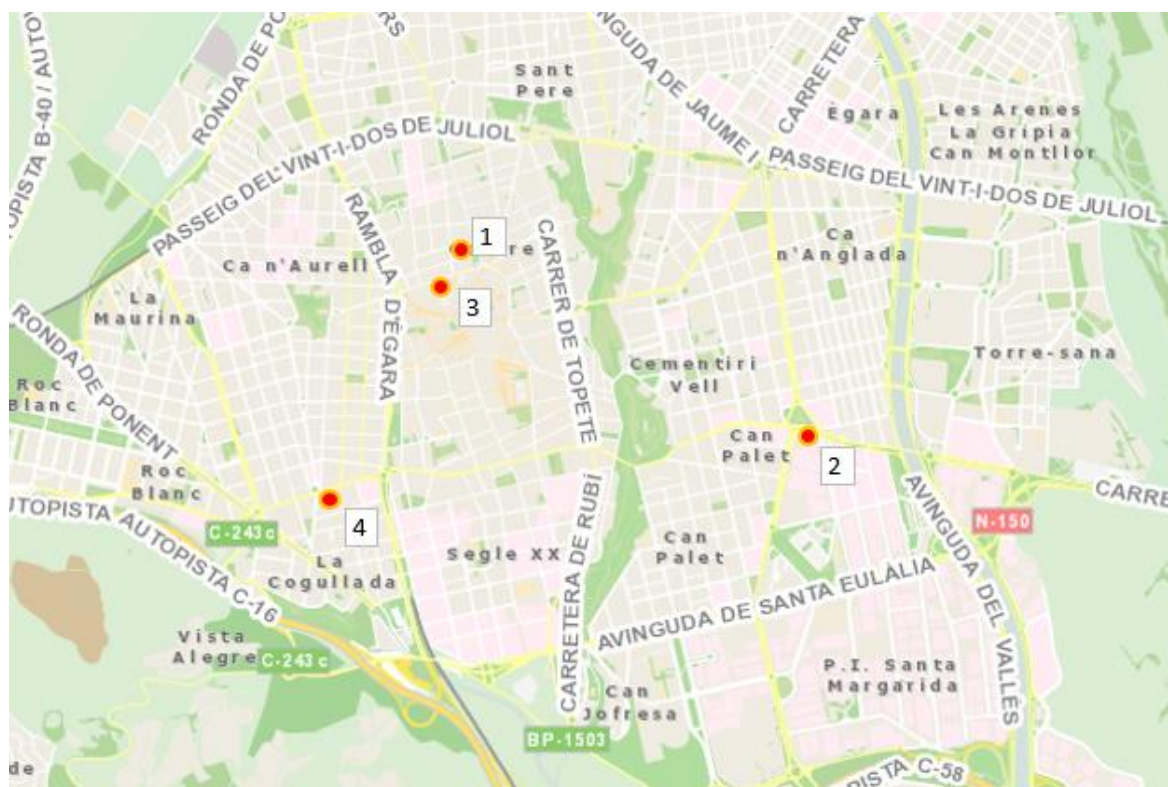 TOPISTA B-40 / AUTO
RONDA DE PO
RS
Sant
Pere
NGUDA DE JAUME I
CARRETERA
Ègara
Les Arenes
La Grípia
Can Montllor
PASSEIG DEL VINT-I-DOS DE JULIOL
PASSEIG DEL VINT-I-DOS DE JULIOL
RAMBLA D'ÈGARA
1
re
Ca n'Aurell
3
CARRER DE TOPETE
Ca
n'Anglada
La
Maurina
RONDA DE PONENT
Roc
Blanc
Cementiri
Vell
Torre-sana
Can
Palet
2
Roc
Blanc
UTOPISTA AUTOPISTA C-16
4
C-243c
La
Cogullada
Segle XX
CARRETERA DE RUBÍ
Can
Palet
AVINGUDA DEL VALLÈS
CARRE
N-150
AVINGUDA DE SANTA EULÀLIA
Vista
Alegre
C-243c
P.I. Santa
Margarida
Can
Jofresa
BP-1503
PISTA C-58
de